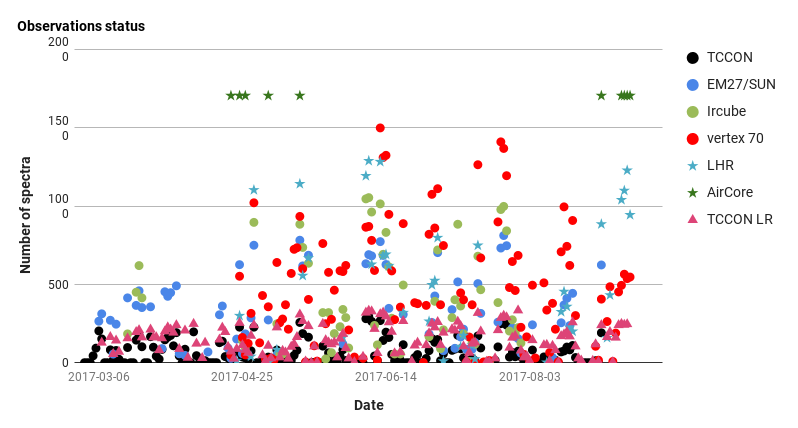 Observations status
200
0
150
0
100
0
500
0
Number of spectra
2017-03-06
2017-04-25
2017-06-14
2017-08-03
Date
TCCON
EM27/SUN
Ircube
vertex 70
LHR
AirCore
TCCON LR